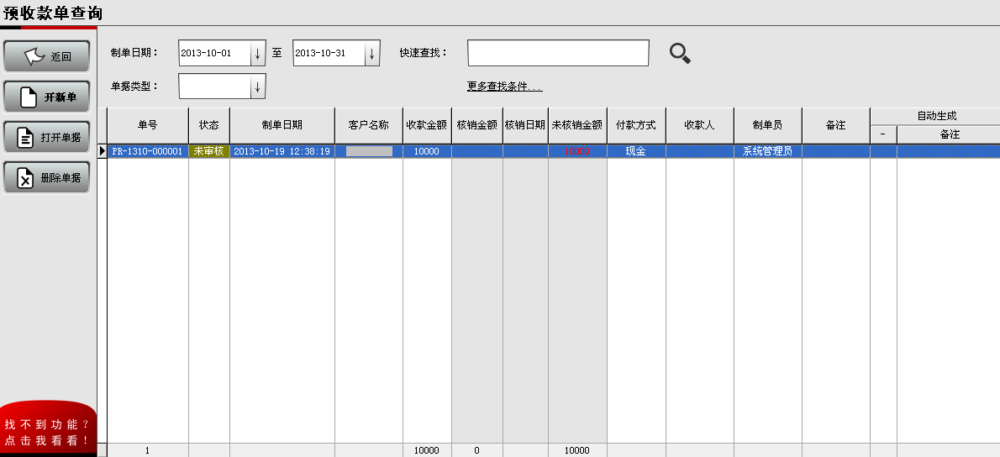 预收款单查询
返回
开新单
打开单据
删除单据
找不到功能?
点击我看看!
制单日期： 2013-10-01 至 2013-10-31 快速查找：
单据类型： 更多查找条件...
单号 状态 制单日期 客户名称 收款金额 核销金额 核销日期 未核销金额 付款方式 收款人 制单员 备注 自动生成
- 备注
PR-1310-000001 未审核 2013-10-19 12:38:19 10000 10000 现金 系统管理员
1 10000 0 10000